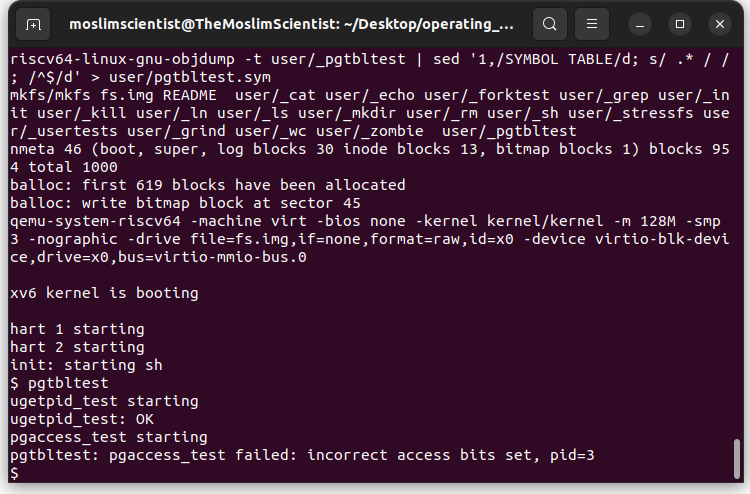 moslimscientist@TheMoslimScientist: ~/Desktop/operating_...
riscv64-linux-gnu-objdump -t user/_pgtbltest | sed '1,/SYMBOL TABLE/d; s/ .* / /
; /^$/d' > user/pgtbltest.sym
mkfs/mkfs fs.img README  user/_cat user/_echo user/_forktest user/_grep user/_in
it user/_kill user/_ln user/_ls user/_mkdir user/_rm user/_sh user/_stressfs use
r/_usertests user/_grind user/_wc user/_zombie  user/_pgtbltest
nmeta 46 (boot, super, log blocks 30 inode blocks 13, bitmap blocks 1) blocks 95
4 total 1000
balloc: first 619 blocks have been allocated
balloc: write bitmap block at sector 45
qemu-system-riscv64 -machine virt -bios none -kernel kernel/kernel -m 128M -smp
3 -nographic -drive file=fs.img,if=none,format=raw,id=x0 -device virtio-blk-devi
ce,drive=x0,bus=virtio-mmio-bus.0
xv6 kernel is booting
hart 1 starting
hart 2 starting
init: starting sh
$ pgtbltest
ugetpid_test starting
ugetpid_test: OK
pgaccess_test starting
pgtbltest: pgaccess_test failed: incorrect access bits set, pid=3
$